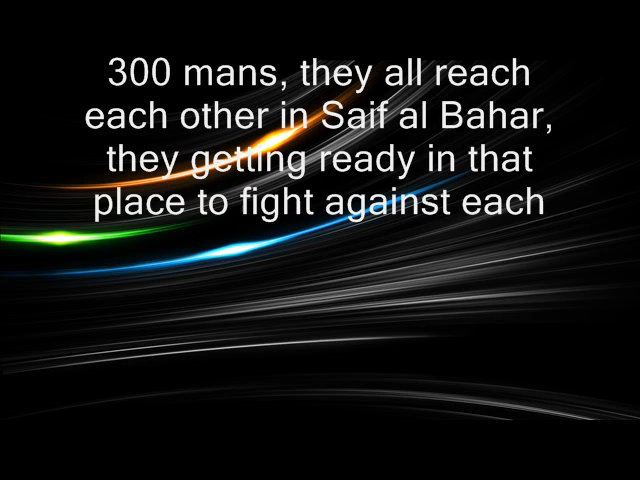 300 mans, they all reach
each other in Saif al Bahar,
they getting ready in that
place to fight against each